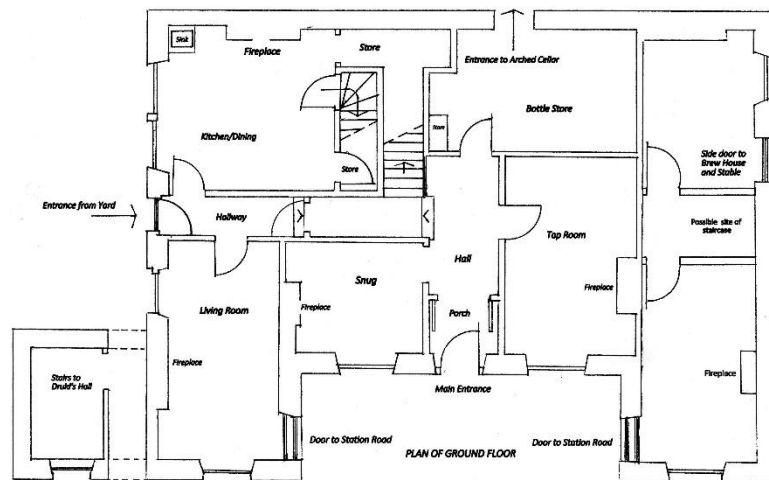 Sink
Fireplace
Store
Entrance to Arched Cellar
Bottle Store
Store
Kitchen/Dining
Store
Side door to
Brew House
and Stable
Entrance from Yard
Hallway
Possible site of
staircase
Hall
Tap Room
Snug
Living Room
Fireplace
Porch
Fireplace
Fireplace
Fireplace
Stairs to
Druid's Hall
Main Entrance
Door to Station Road
Door to Station Road
PLAN OF GROUND FLOOR